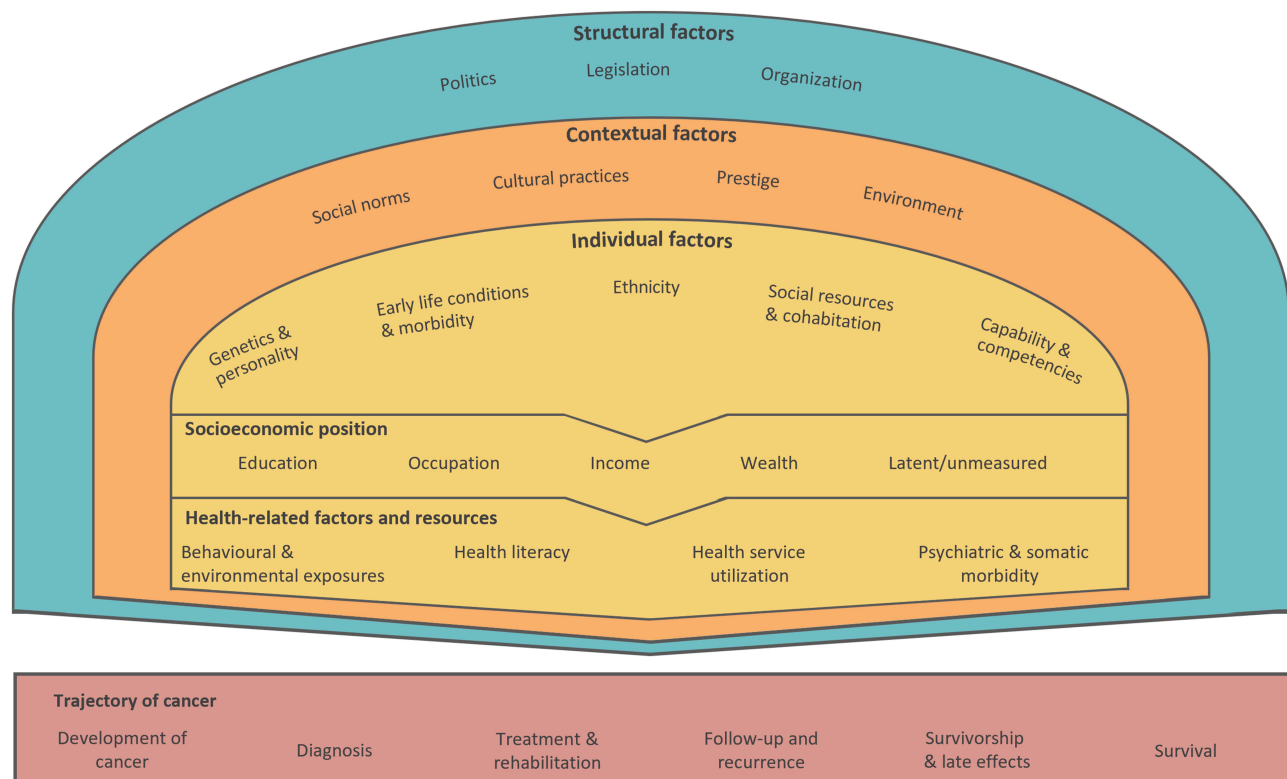 Structural factors
Politics
Legislation
Organization
Contextual factors
Social norms
Cultural practices
Prestige
Environment
Individual factors
Genetics &
personality
Early life conditions
& morbidity
Ethnicity
Social resources
& cohabitation
Capability &
competencies
Socioeconomic position
Education
Occupation
Income
Wealth
Latent/unmeasured
Health-related factors and resources
Behavioural &
environmental exposures
Health literacy
Health service
utilization
Psychiatric & somatic
morbidity
Trajectory of cancer
Development of
cancer
Diagnosis
Treatment &
rehabilitation
Follow-up and
recurrence
Survivorship
& late effects
Survival